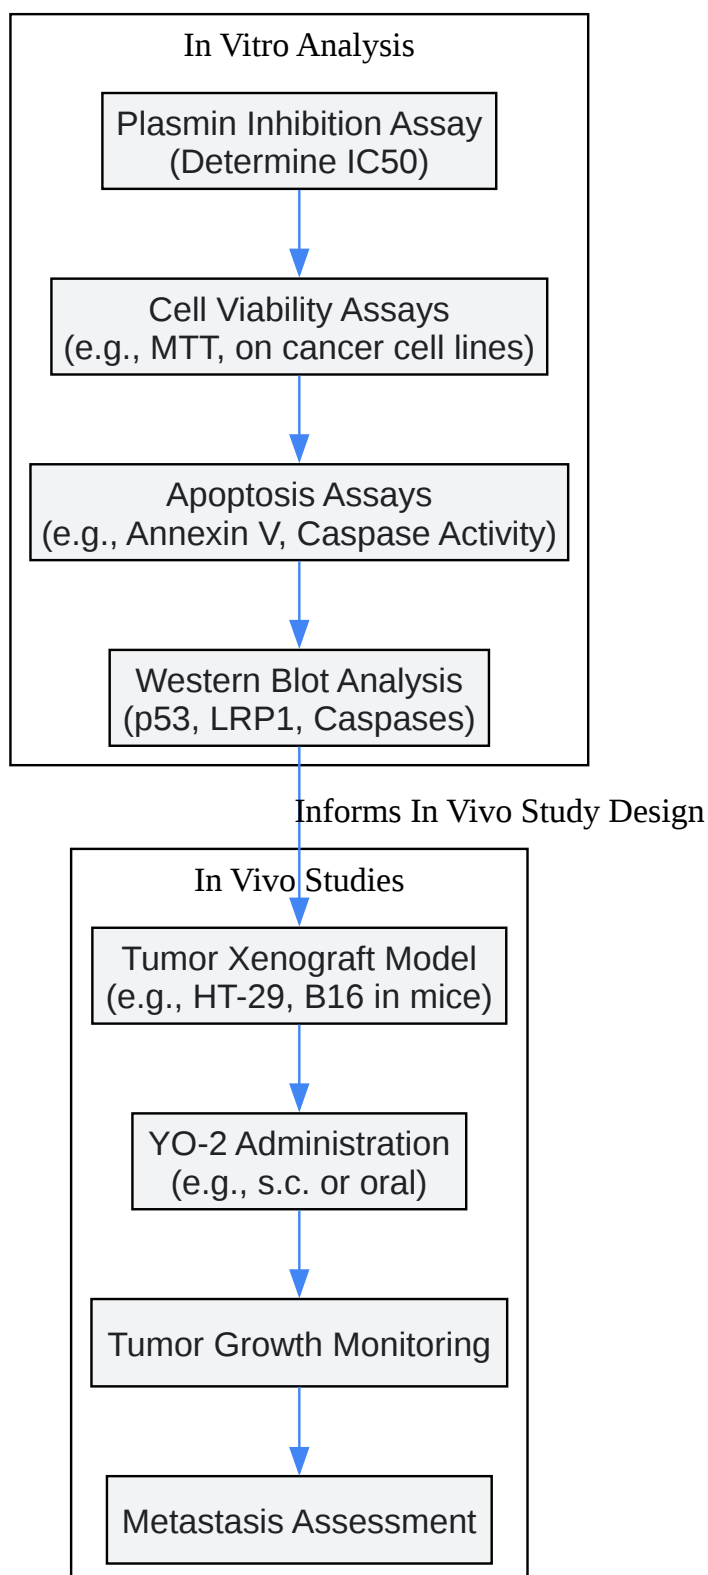 In Vitro Analysis
Plasmin Inhibition Assay
(Determine IC50)
Cell Viability Assays
(e.g., MTT, on cancer cell lines)
Apoptosis Assays
(e.g., Annexin V, Caspase Activity)
Western Blot Analysis
(p53, LRP1, Caspases)
Informs In Vivo Study Design
In Vivo Studies
Tumor Xenograft Model
(e.g., HT-29, B16 in mice)
YO-2 Administration
(e.g., s.c. or oral)
Tumor Growth Monitoring
Metastasis Assessment